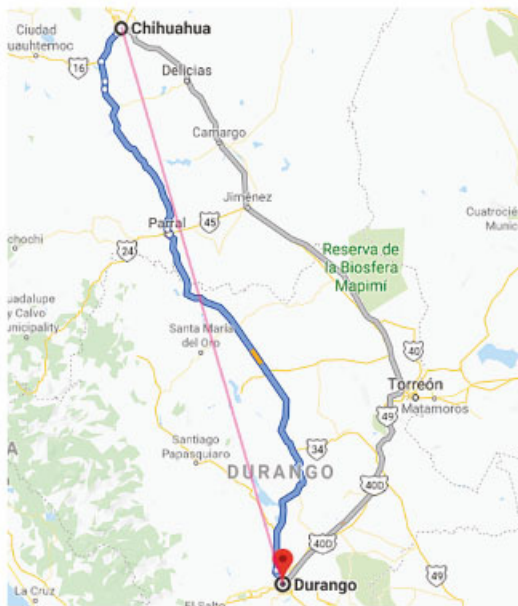 Chihuahua
Ciudad
uauhtemoc
16
Delicias
Camargo
Jiménez
Parral
45
Cuatrocié
Munic
chochi
24
Reserva de
la Biosfera
Mapimí
uadalupe
y Calvo
unicipality
Santa María
del Oro
40
Torreón
Matamoros
49
Santiago
Papasquiaro
34
DURANGO
A
40D
40D
49
Durango
La Cruz
El Salto